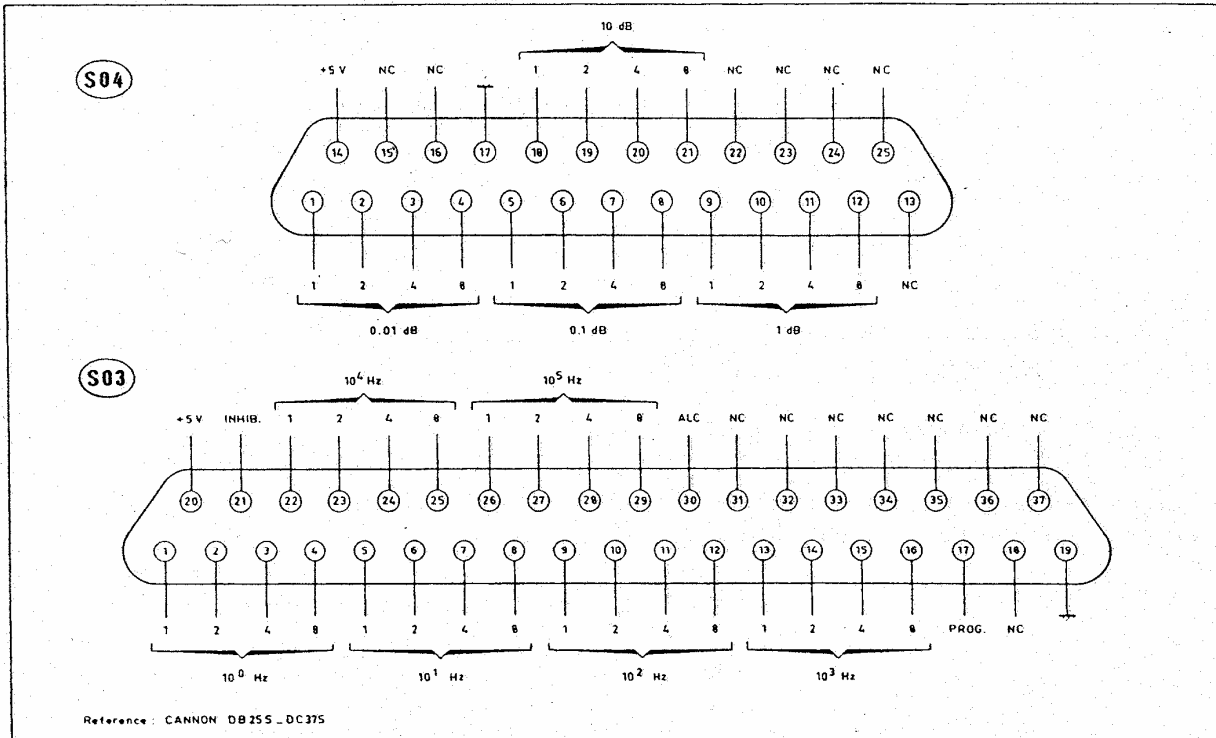 S04
10 dB
+5 V NC NC 1 2 4 8 NC NC NC NC
14 15 16 17 18 19 20 21 22 23 24 25
1 2 3 4 5 6 7 8 9 10 11 12 13
1 2 4 8 1 2 4 8 1 2 4 8 NC
0.01 dB 0.1 dB 1 dB
S03
10⁴ Hz 10⁵ Hz
+5 V INHIB. 1 2 4 8 1 2 4 8 ALC NC NC NC NC NC NC NC
20 21 22 23 24 25 26 27 28 29 30 31 32 33 34 35 36 37
1 2 3 4 5 6 7 8 9 10 11 12 13 14 15 16 17 18 19
1 2 4 8 1 2 4 8 1 2 4 8 1 2 4 8 PROG. NC
10⁰ Hz 10¹ Hz 10² Hz 10³ Hz
Reference : CANNON DB25S_DC37S